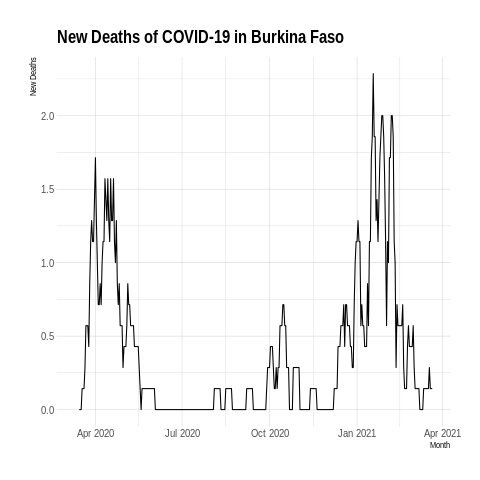 New Deaths of COVID-19 in Burkina Faso
New Deaths
2.0
1.5
1.0
0.5
0.0
Apr 2020 Jul 2020 Oct 2020 Jan 2021 Apr 2021
Month